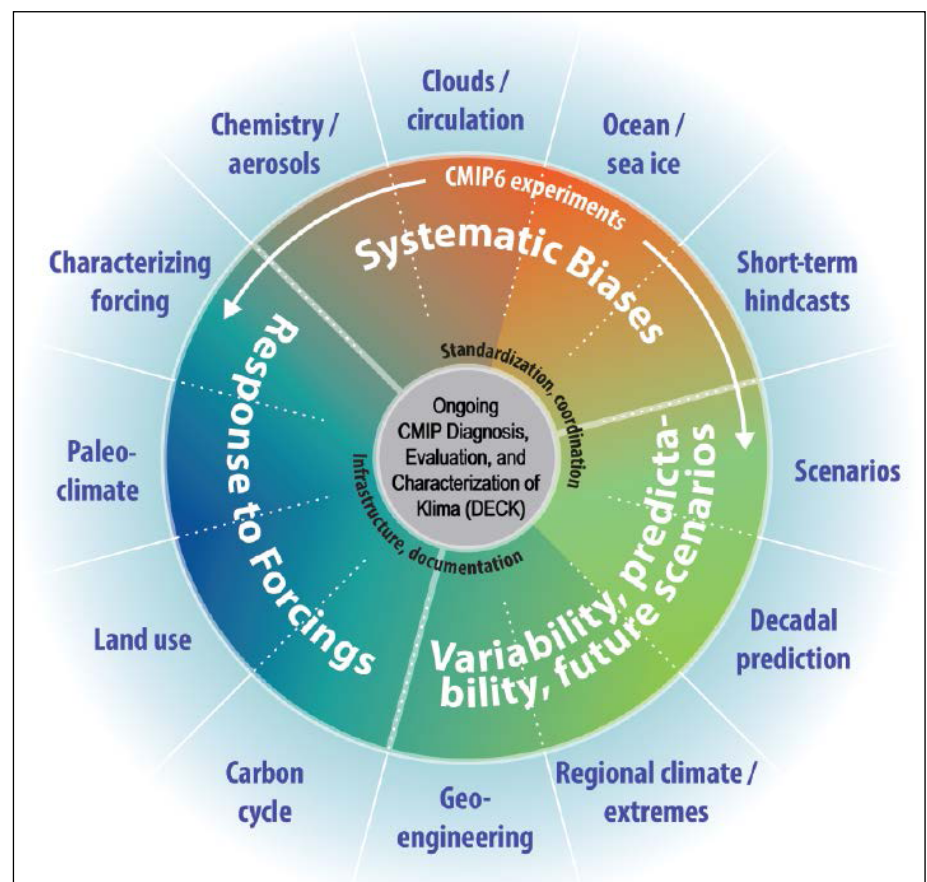 Clouds /
circulation
Ocean /
sea ice
Short-term
hindcasts
Scenarios
Decadal
prediction
Regional climate /
extremes
Geo-
engineering
Carbon
cycle
Land use
Paleo-
climate
Characterizing
forcing
Chemistry /
aerosols
CMIP6 experiments
Systematic Biases
Variability, predicta-
bility, future scenarios
Response to Forcings
Standardization, coordination
Infrastructure, documentation
Ongoing
CMIP Diagnosis,
Evaluation, and
Characterization of
Klima (DECK)